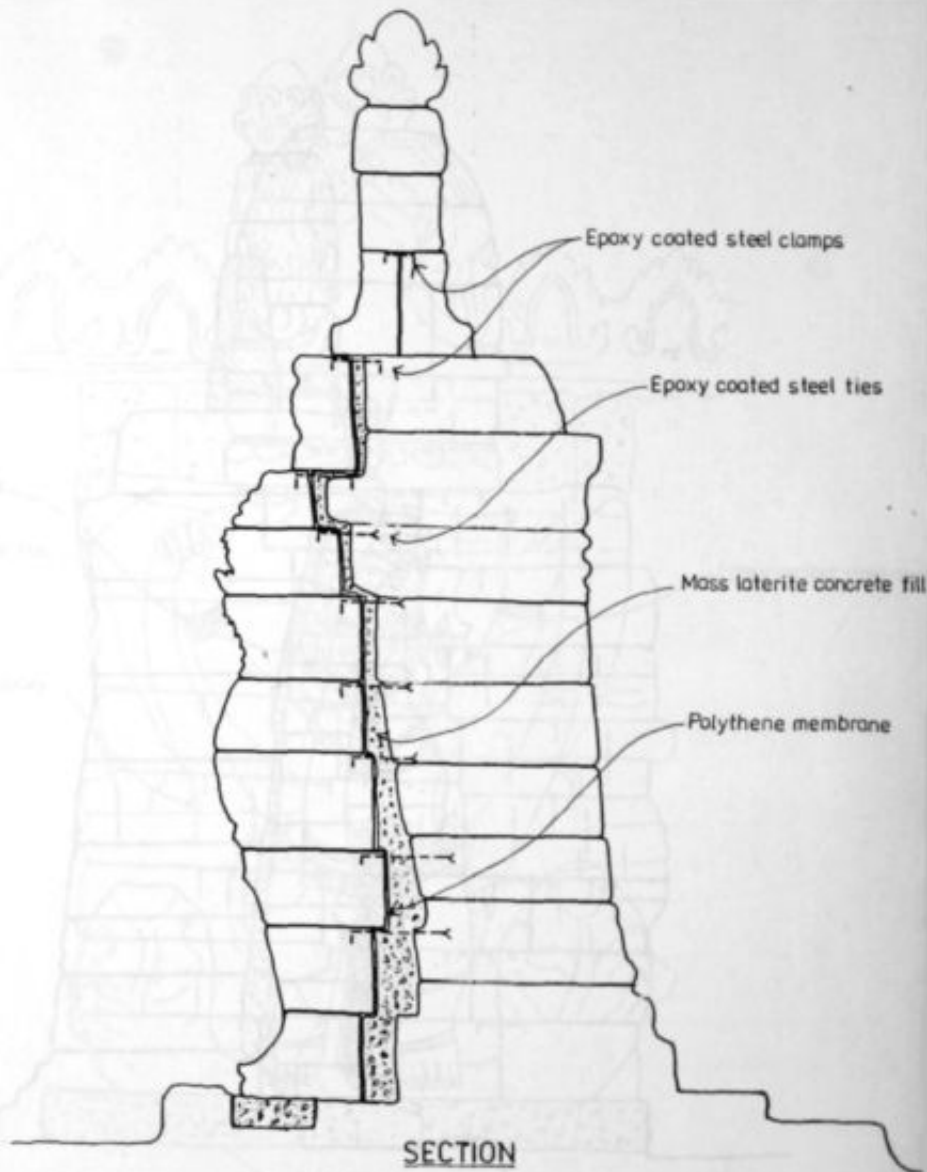 Epoxy coated steel clamps
Epoxy coated steel ties
Mass laterite concrete fill
Polythene membrane
SECTION